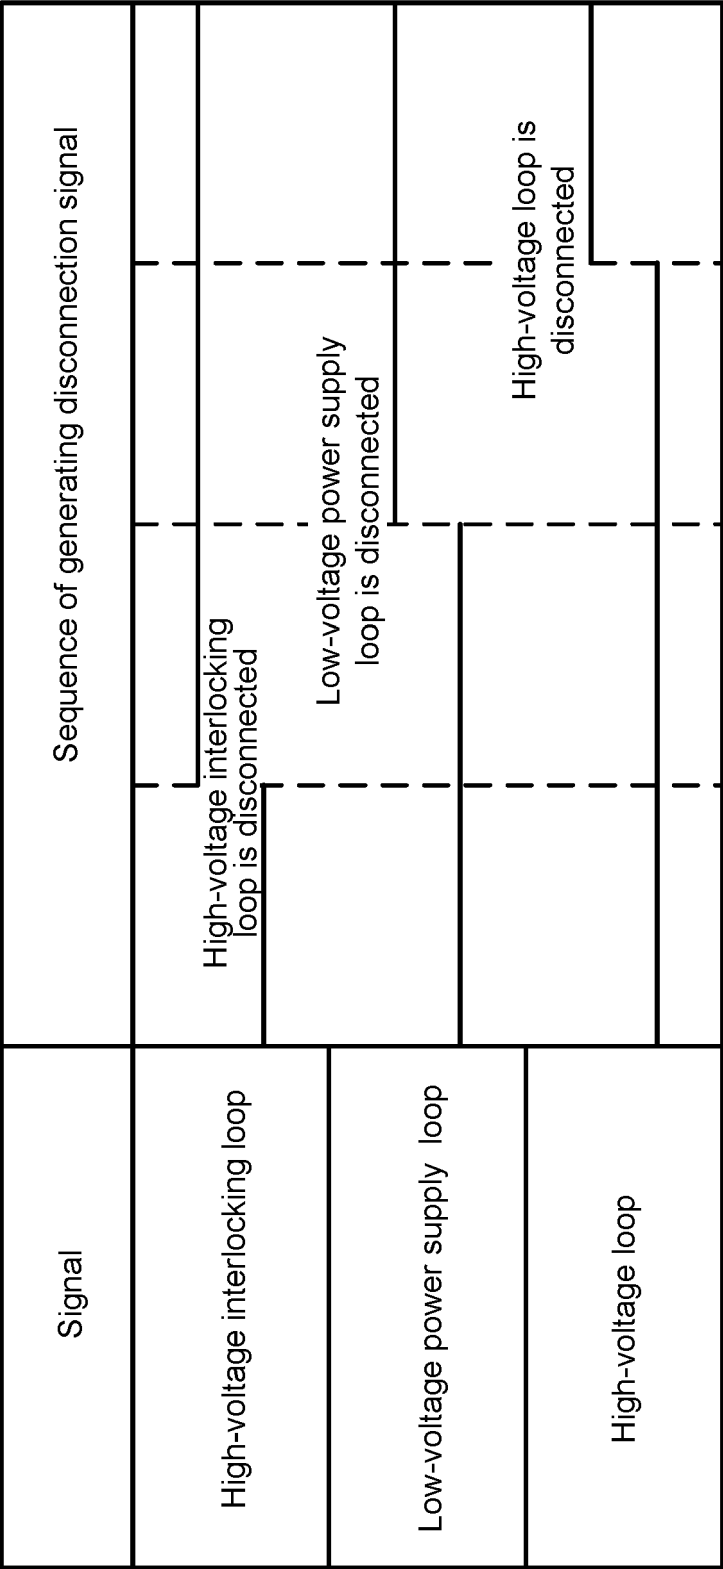 Signal
Sequence of generating disconnection signal
High-voltage interlocking loop
High-voltage interlocking
loop is disconnected
Low-voltage power supply loop
Low-voltage power supply
loop is disconnected
High-voltage loop
High-voltage loop is
disconnected